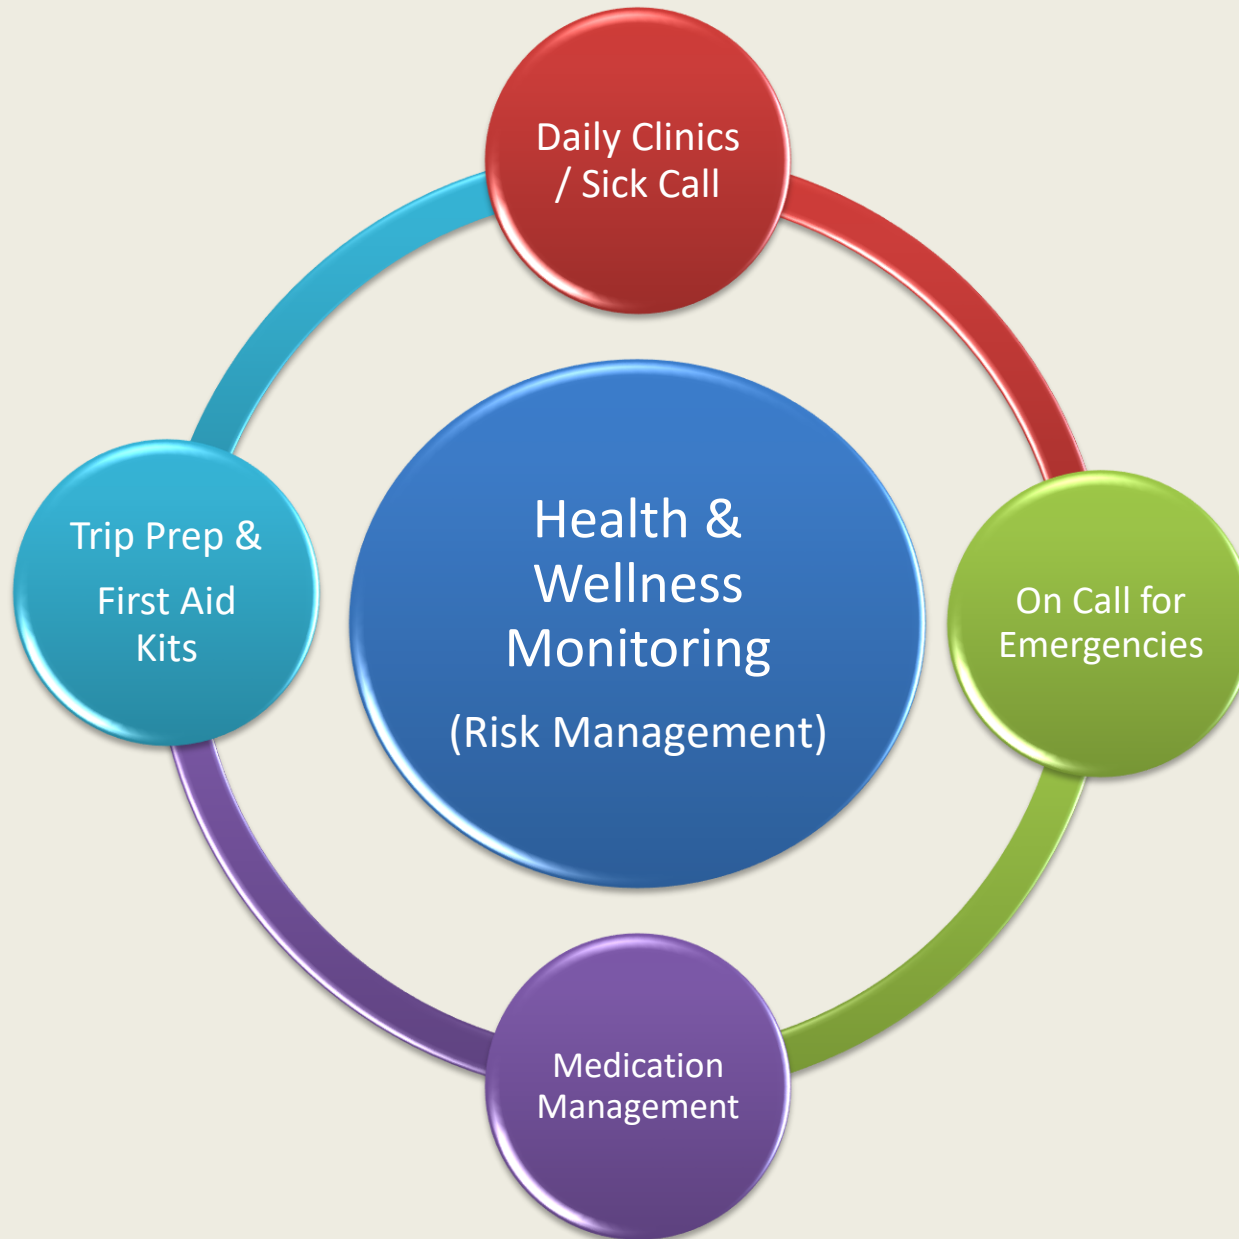 Daily Clinics
/ Sick Call
Trip Prep &
First Aid
Kits
Health &
Wellness
Monitoring
(Risk Management)
On Call for
Emergencies
Medication
Management